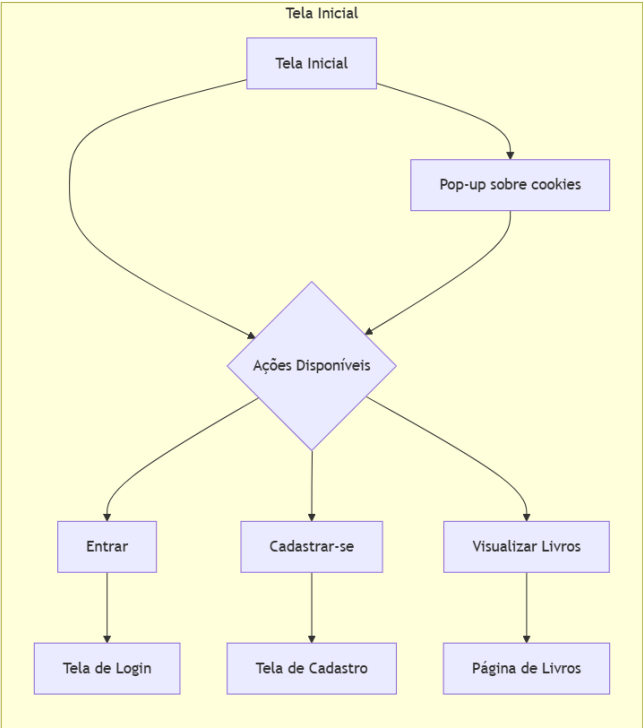 Tela Inicial
Tela Inicial
Pop-up sobre cookies
Ações Disponíveis
Entrar
Cadastrar-se
Visualizar Livros
Tela de Login
Tela de Cadastro
Página de Livros